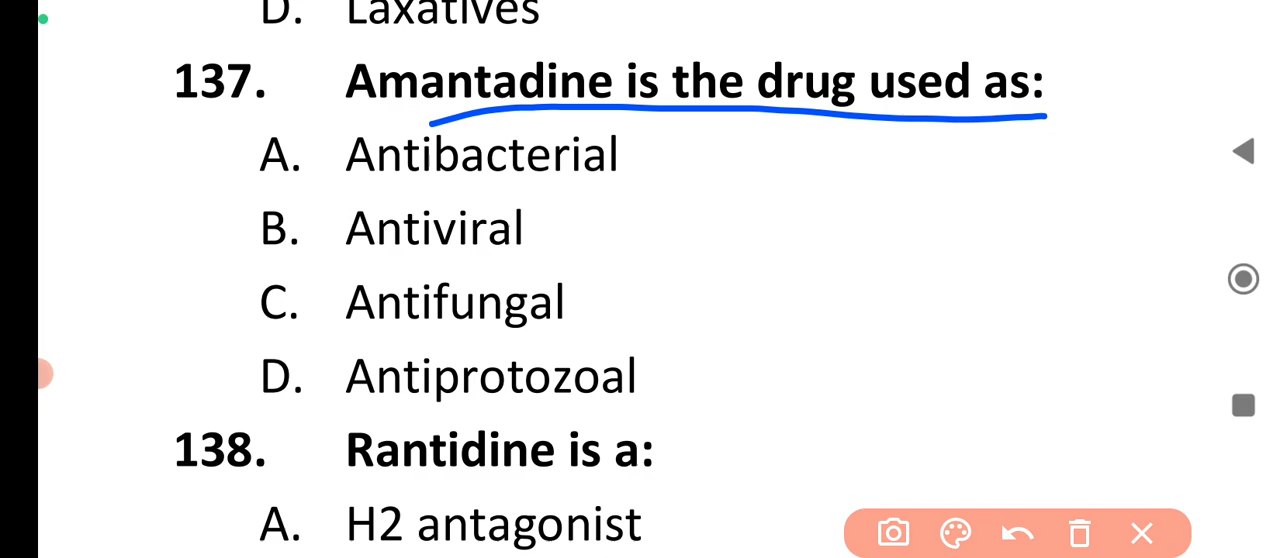 D. Laxatives
137. Amantadine is the drug used as:
A. Antibacterial
B. Antiviral
C. Antifungal
D. Antiprotozoal
138. Rantidine is a:
A. H2 antagonist